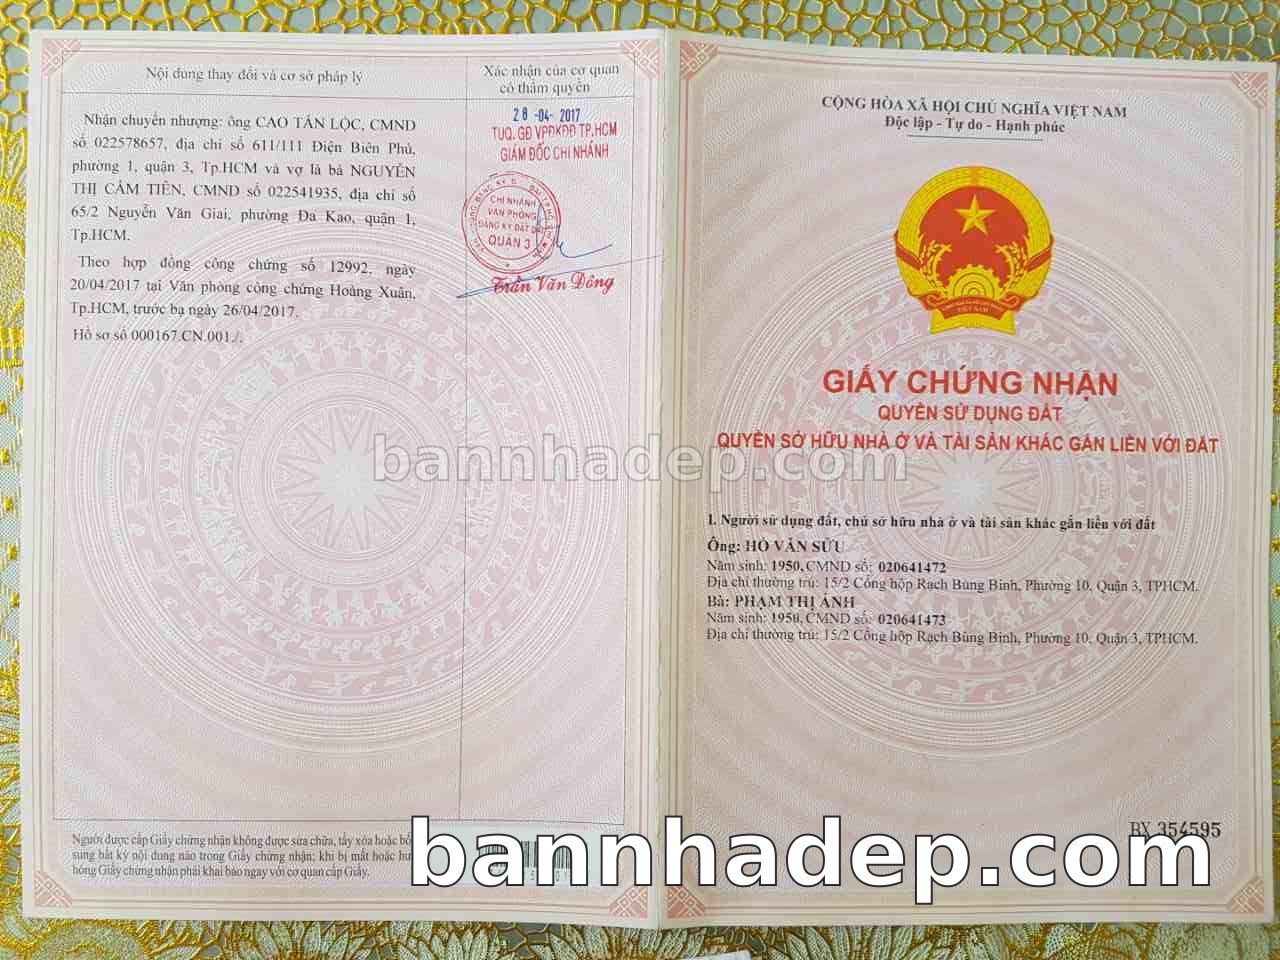 Nội dung thay đổi và cơ sở pháp lý
Xác nhận của cơ quan
có thẩm quyền
Nhận chuyển nhượng: ông CAO TẤN LỘC, CMND
số 022578657, địa chỉ số 611/111 Điện Biên Phủ,
phường 1, quận 3, Tp.HCM và vợ là bà NGUYỄN
THỊ CẨM TIÊN, CMND số 022541935, địa chỉ số
65/2 Nguyễn Văn Giai, phường Đa Kao, quận 1,
Tp.HCM.
Theo hợp đồng công chứng số 12992, ngày
20/04/2017 tại Văn phòng công chứng Hoàng Xuân,
Tp.HCM, trước bạ ngày 26/04/2017.
Hồ sơ số 000167.CN.001./.
28 -04- 2017
TUQ. GĐ VPĐKĐĐ TP.HCM
GIÁM ĐỐC CHI NHÁNH
CHI NHÁNH
VĂN PHÒNG
ĐĂNG KÝ ĐẤT ĐAI
QUẬN 3
Trần Văn Đông
Người được cấp Giấy chứng nhận không được sửa chữa, tẩy xóa hoặc bổ
sung bất kỳ nội dung nào trong Giấy chứng nhận; khi bị mất hoặc hư
hỏng Giấy chứng nhận phải khai báo ngay với cơ quan cấp Giấy.
CỘNG HÒA XÃ HỘI CHỦ NGHĨA VIỆT NAM
Độc lập - Tự do - Hạnh phúc
VIỆT NAM
GIẤY CHỨNG NHẬN
QUYỀN SỬ DỤNG ĐẤT
QUYỀN SỞ HỮU NHÀ Ở VÀ TÀI SẢN KHÁC GẮN LIỀN VỚI ĐẤT
bannhadep.com
I. Người sử dụng đất, chủ sở hữu nhà ở và tài sản khác gắn liền với đất
Ông: HỒ VĂN SỬU
Năm sinh: 1950, CMND số: 020641472
Địa chỉ thường trú: 15/2 Cống hộp Rạch Bùng Binh, Phường 10, Quận 3, TPHCM.
Bà: PHẠM THỊ ÁNH
Năm sinh: 1950, CMND số: 020641473
Địa chỉ thường trú: 15/2 Cống hộp Rạch Bùng Binh, Phường 10, Quận 3, TPHCM.
BX 354595
bannhadep.com